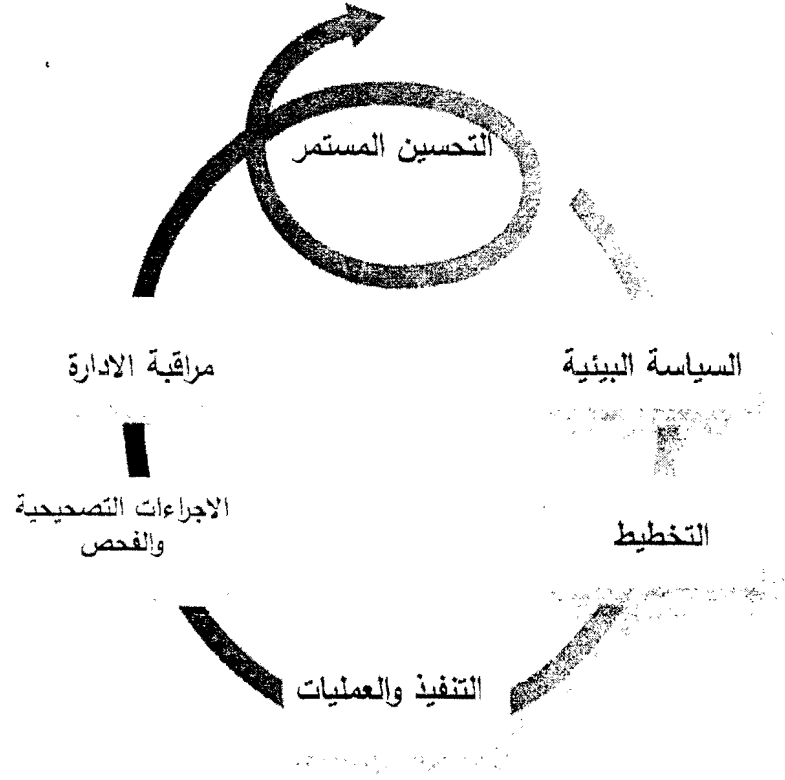 التحسين المستمر
السياسة البيئية
مراقبة الادارة
التخطيط
الاجراءات التصحيحية
والفحص
التنفيذ والعمليات